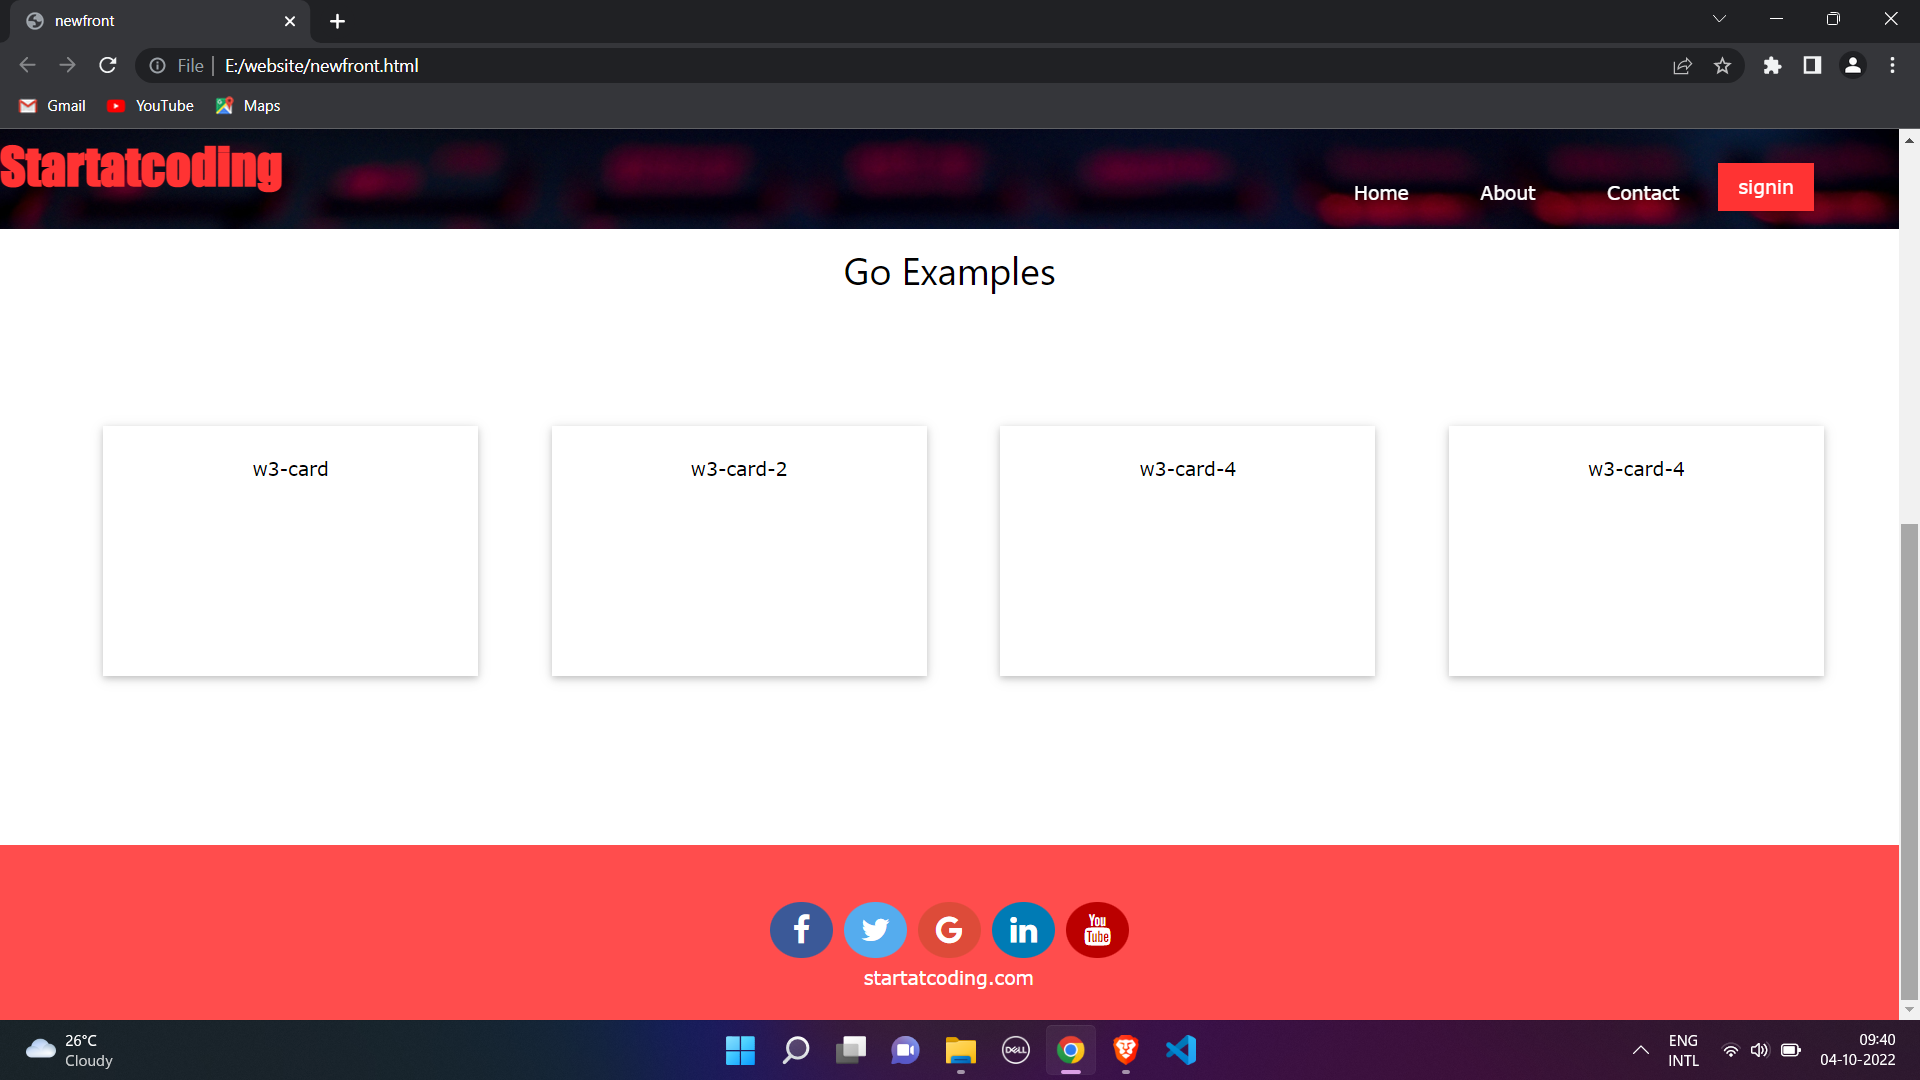 newfront
File | E:/website/newfront.html
Gmail YouTube Maps
Startatcoding
Home About Contact signin
Go Examples
w3-card w3-card-2 w3-card-4 w3-card-4
You Tube
startatcoding.com
26°C
Cloudy
DELL
ENG
INTL
09:40
04-10-2022